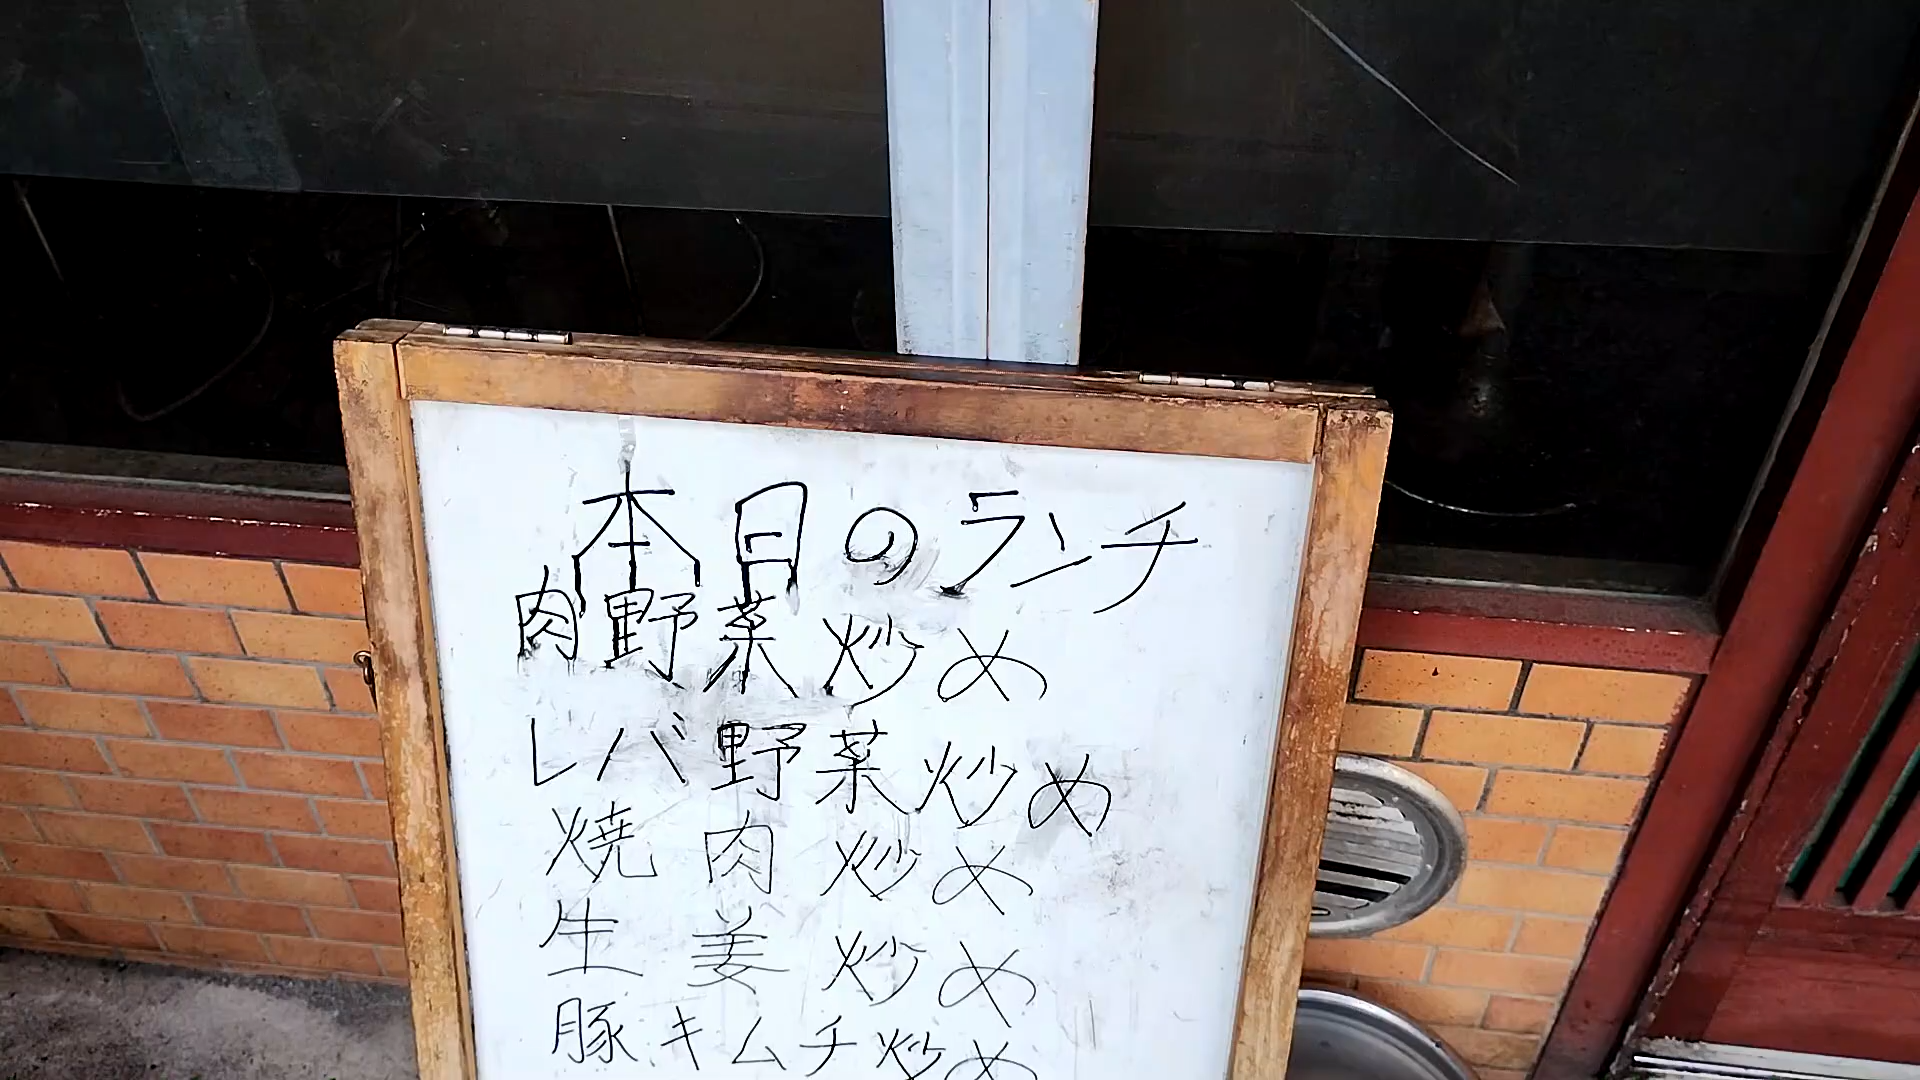 本日のランチ
肉野菜炒め
レバ野菜炒め
焼肉炒め
生姜炒め
豚キムチ炒め